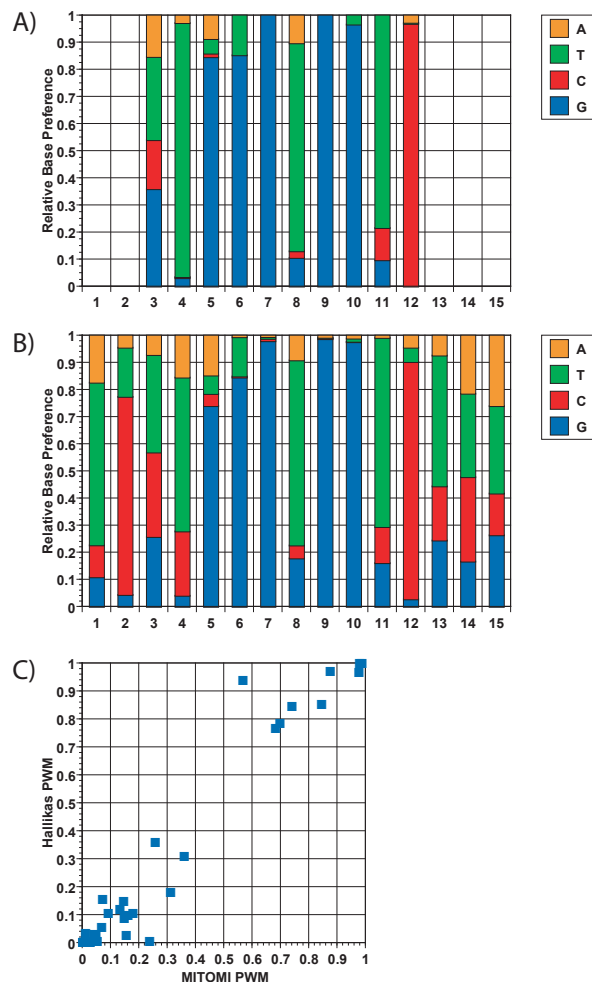 A)
Relative Base Preference
1
0.9
0.8
0.7
0.6
0.5
0.4
0.3
0.2
0.1
0
1 2 3 4 5 6 7 8 9 10 11 12 13 14 15
A
T
C
G
B)
Relative Base Preference
1
0.9
0.8
0.7
0.6
0.5
0.4
0.3
0.2
0.1
0
1 2 3 4 5 6 7 8 9 10 11 12 13 14 15
A
T
C
G
C)
Hallikas PWM
1
0.9
0.8
0.7
0.6
0.5
0.4
0.3
0.2
0.1
0
0 0.1 0.2 0.3 0.4 0.5 0.6 0.7 0.8 0.9 1
MITOMI PWM